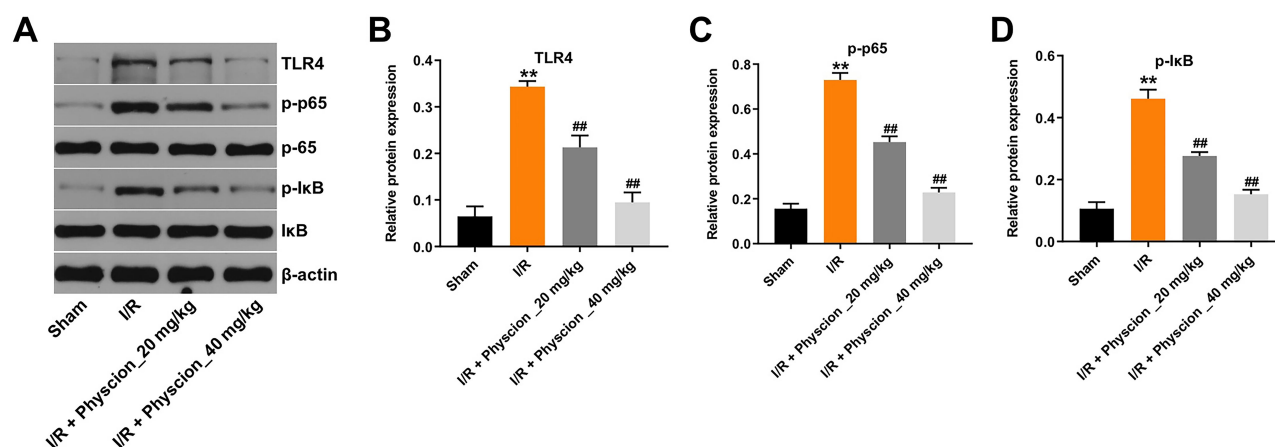 A
TLR4
p-p65
p-65
p-IκB
IκB
β-actin
Sham
I/R
I/R + Physcion_20 mg/kg
I/R + Physcion_40 mg/kg
B
TLR4
Relative protein expression
0.4
0.3
0.2
0.1
0.0
**
##
##
Sham
I/R
I/R + Physcion_20 mg/kg
I/R + Physcion_40 mg/kg
C
p-p65
Relative protein expression
0.8
0.6
0.4
0.2
0.0
**
##
##
Sham
I/R
I/R + Physcion_20 mg/kg
I/R + Physcion_40 mg/kg
D
p-IκB
Relative protein expression
0.6
0.4
0.2
0.0
**
##
##
Sham
I/R
I/R + Physcion_20 mg/kg
I/R + Physcion_40 mg/kg